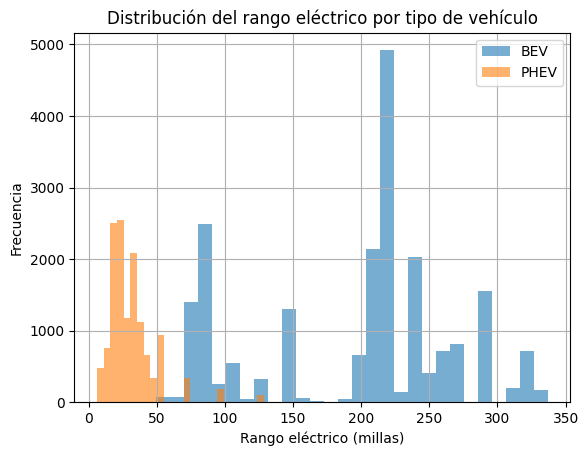 Distribución del rango eléctrico por tipo de vehículo
BEV
PHEV
Frecuencia
5000
4000
3000
2000
1000
0
0 50 100 150 200 250 300 350
Rango eléctrico (millas)